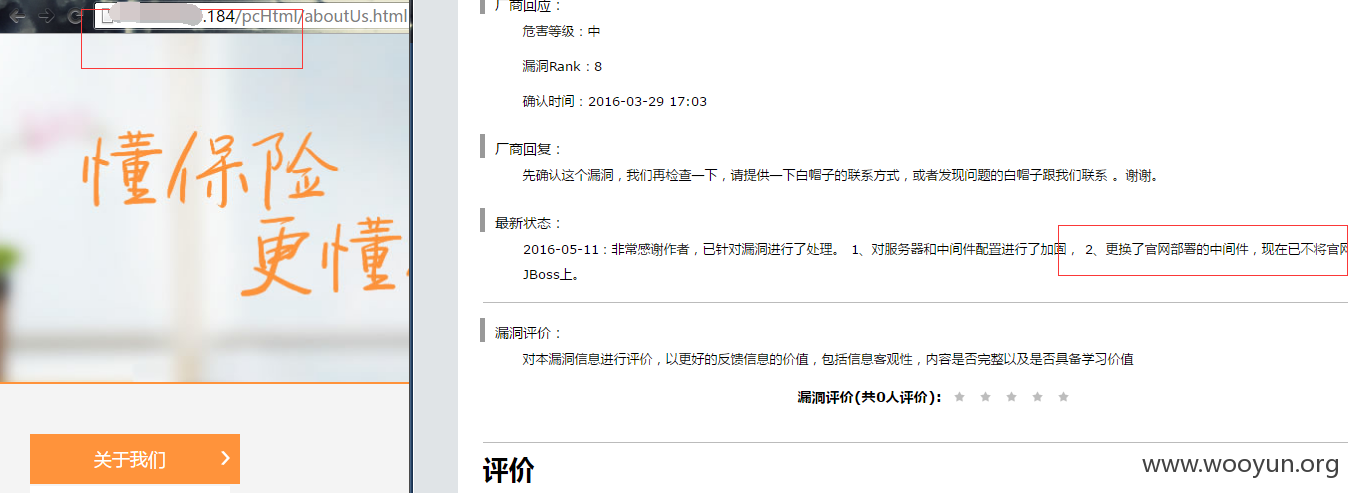 .184/pcHtml/aboutUs.html
懂保险
更懂
关于我们
厂商回应：
危害等级：中
漏洞Rank：8
确认时间：2016-03-29 17:03
厂商回复：
先确认这个漏洞，我们再检查一下，请提供一下白帽子的联系方式，或者发现问题的白帽子跟我们联系 。谢谢。
最新状态：
2016-05-11：非常感谢作者，已针对漏洞进行了处理。 1、对服务器和中间件配置进行了加固， 2、更换了官网部署的中间件，现在已不将官网
JBoss上。
漏洞评价：
对本漏洞信息进行评价，以更好的反馈信息的价值，包括信息客观性，内容是否完整以及是否具备学习价值
漏洞评价(共0人评价):
评价
www.wooyun.org